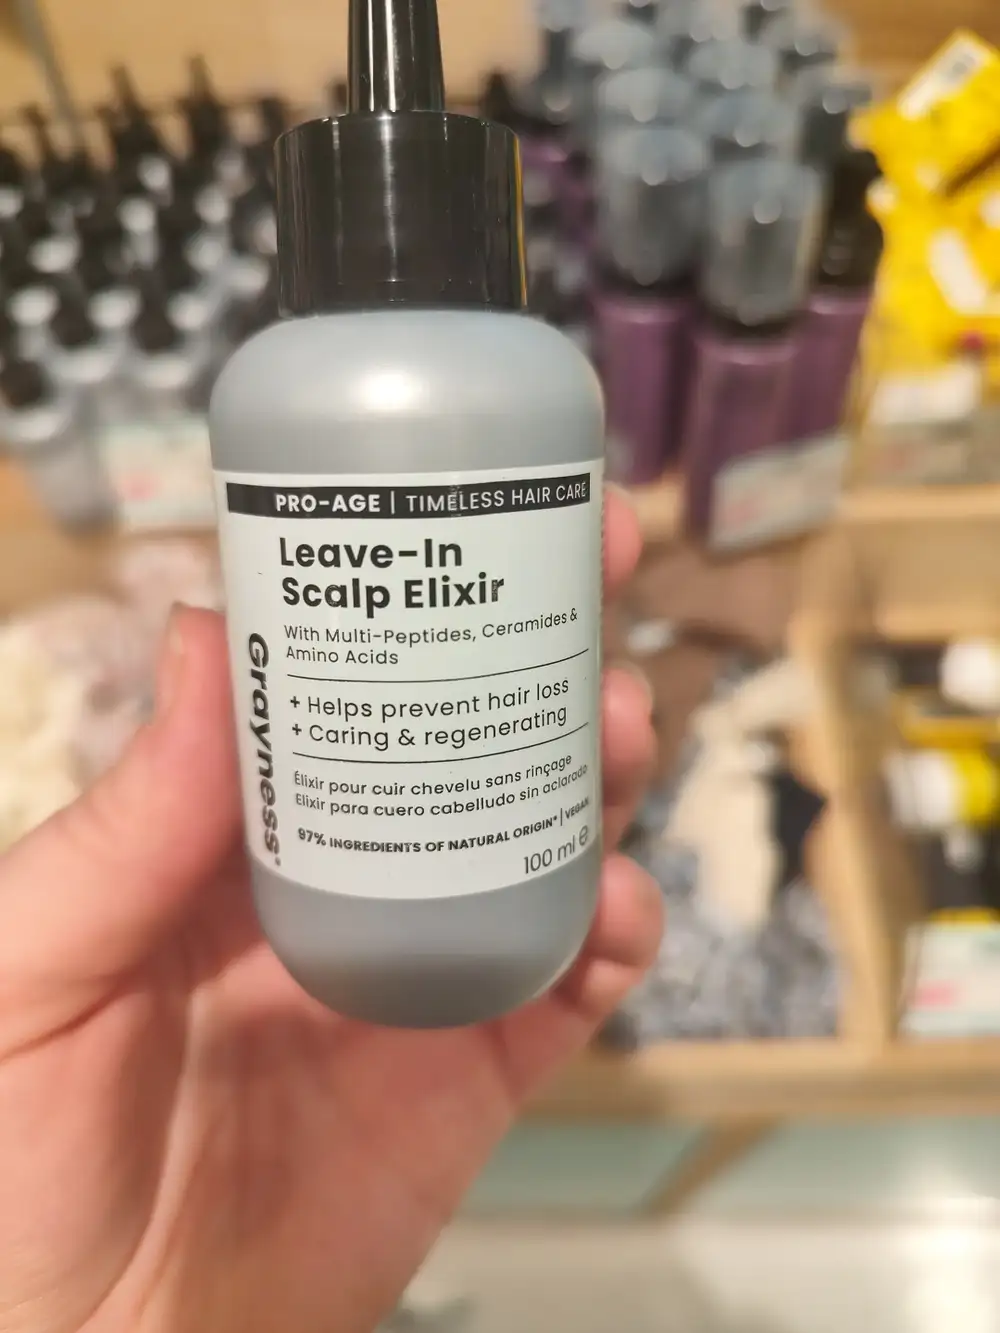 PRO-AGE | TIMELESS HAIR CARE
Leave-In
Scalp Elixir
With Multi-Peptides, Ceramides &
Amino Acids
+ Helps prevent hair loss
+ Caring & regenerating
Élixir pour cuir chevelu sans rinçage
Elixir para cuero cabelludo sin aclarado
97% INGREDIENTS OF NATURAL ORIGIN* | VEGAN
100 ml ℮
Grayness®